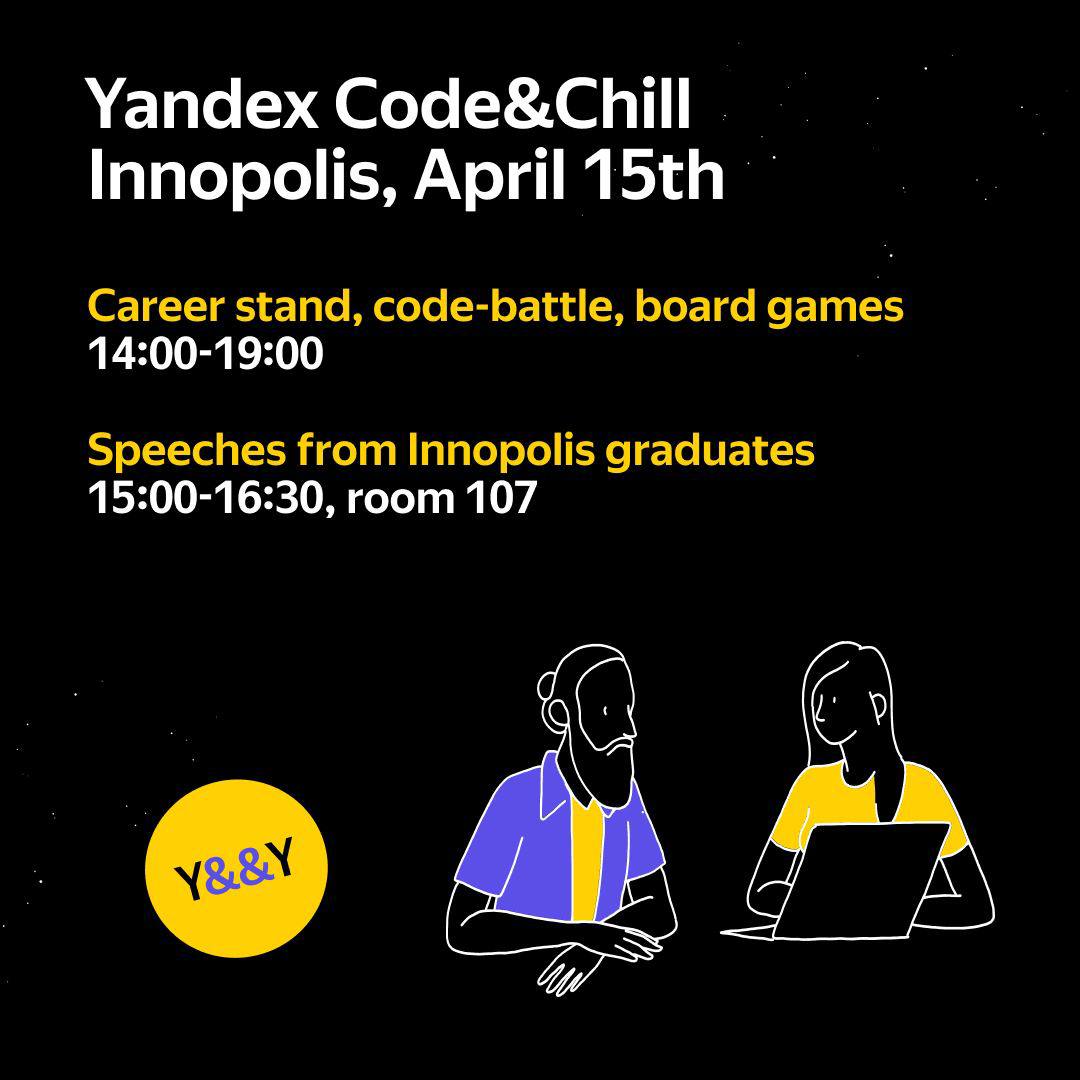 Yandex Code&Chill
Innopolis, April 15th
Career stand, code-battle, board games
14:00-19:00
Speeches from Innopolis graduates
15:00-16:30, room 107
Y&&Y